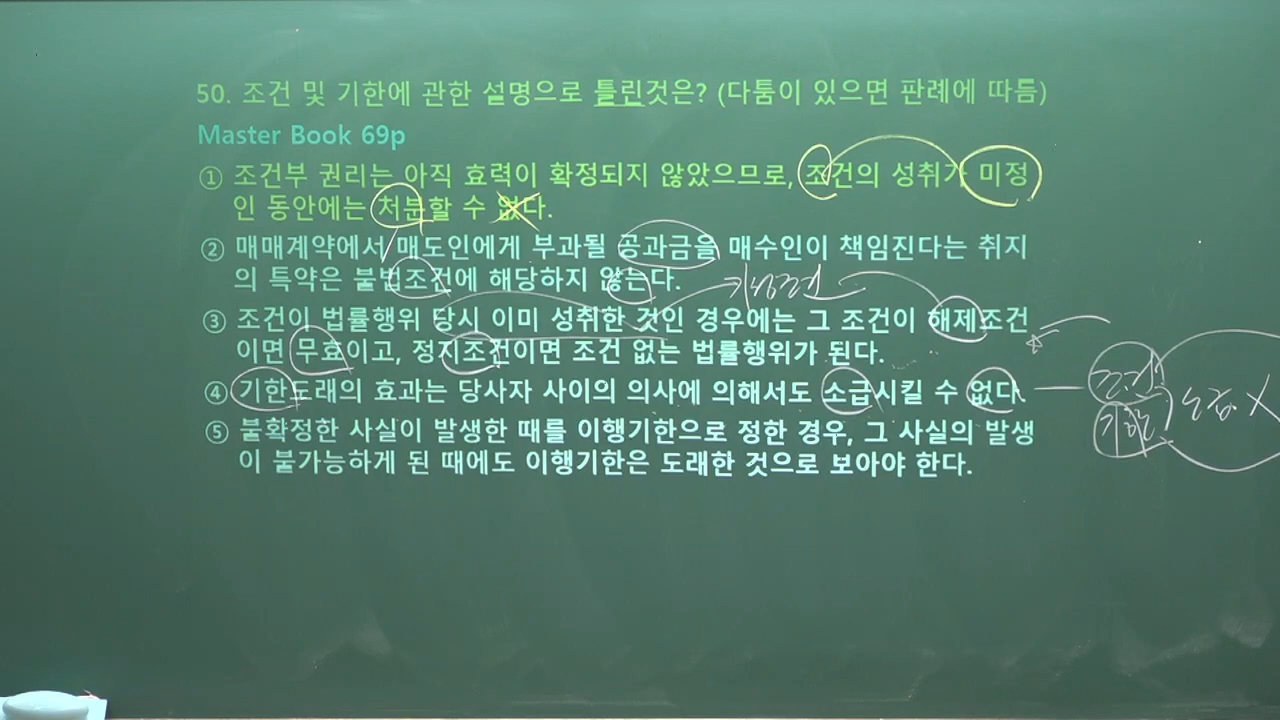 50. 조건 및 기한에 관한 설명으로 틀린것은? (다툼이 있으면 판례에 따름)
Master Book 69p
① 조건부 권리는 아직 효력이 확정되지 않았으므로, 조건의 성취가 미정
인 동안에는 처분할 수 없다.
② 매매계약에서 매도인에게 부과될 공과금을 매수인이 책임진다는 취지
의 특약은 불법조건에 해당하지 않는다.
기성조건
③ 조건이 법률행위 당시 이미 성취한 것인 경우에는 그 조건이 해제조건
이면 무효이고, 정지조건이면 조건 없는 법률행위가 된다.
④ 기한도래의 효과는 당사자 사이의 의사에 의해서도 소급시킬 수 없다.
조건
기한 소급 X
⑤ 불확정한 사실이 발생한 때를 이행기한으로 정한 경우, 그 사실의 발생
이 불가능하게 된 때에도 이행기한은 도래한 것으로 보아야 한다.